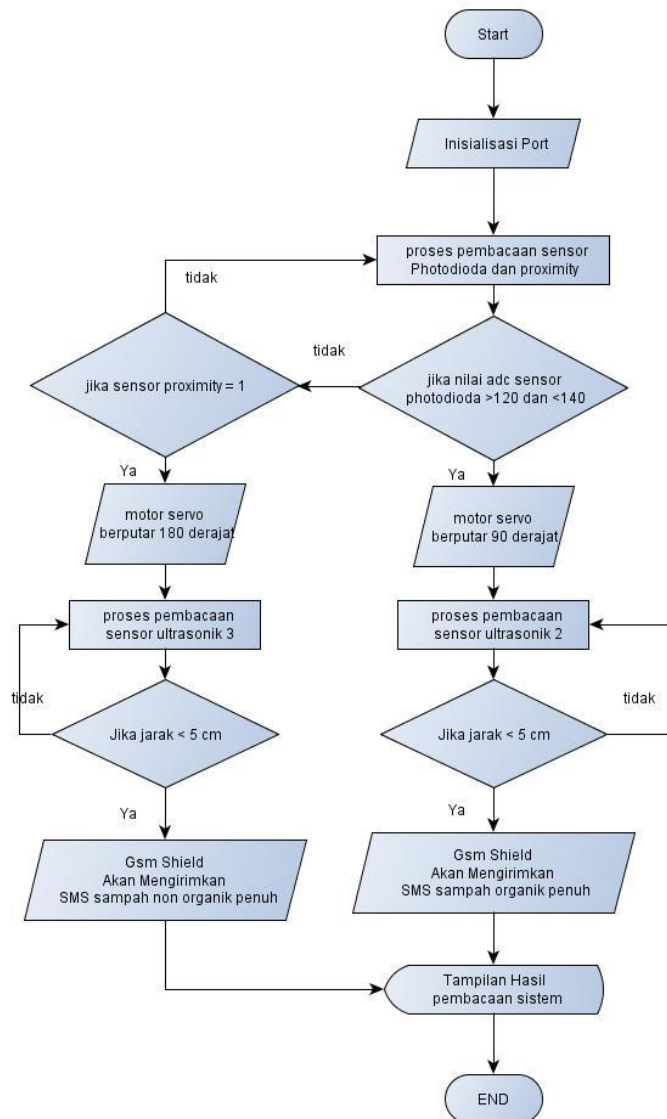 Start
Inisialisasi Port
proses pembacaan sensor
Photodioda dan proximity
tidak
tidak
jika sensor proximity = 1
jika nilai adc sensor
photodioda >120 dan <140
Ya
Ya
motor servo
berputar 180 derajat
motor servo
berputar 90 derajat
proses pembacaan
sensor ultrasonik 3
proses pembacaan
sensor ultrasonik 2
tidak
tidak
Jika jarak < 5 cm
Jika jarak < 5 cm
Ya
Ya
Gsm Shield
Akan Mengirimkan
SMS sampah non organik penuh
Gsm Shield
Akan Mengirimkan
SMS sampah organik penuh
Tampilan Hasil
pembacaan sistem
END